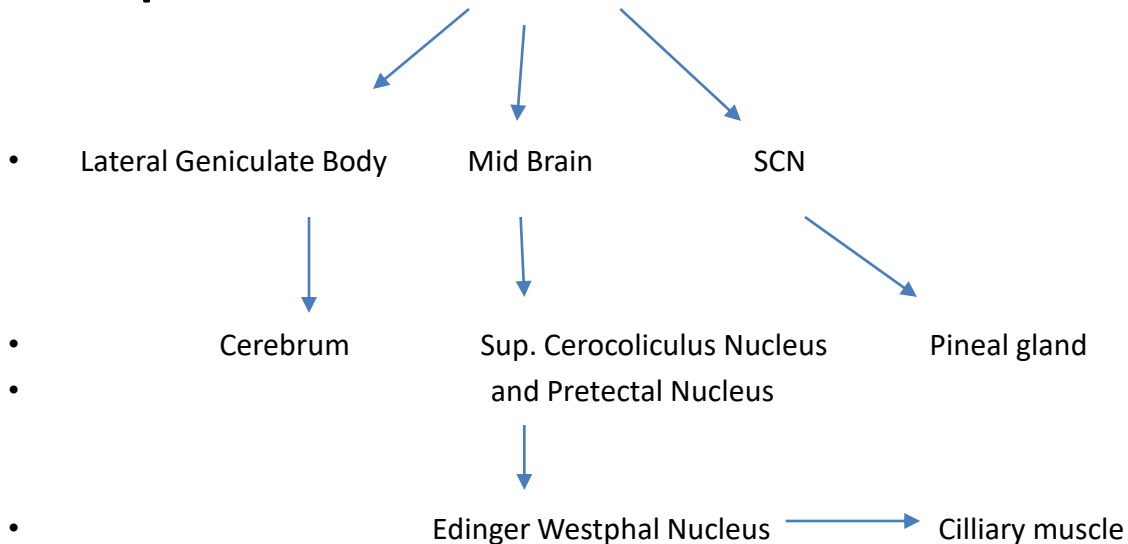 • Lateral Geniculate Body Mid Brain SCN
• Cerebrum Sup. Cerocoliculus Nucleus Pineal gland
• and Pretectal Nucleus
• Edinger Westphal Nucleus Cilliary muscle